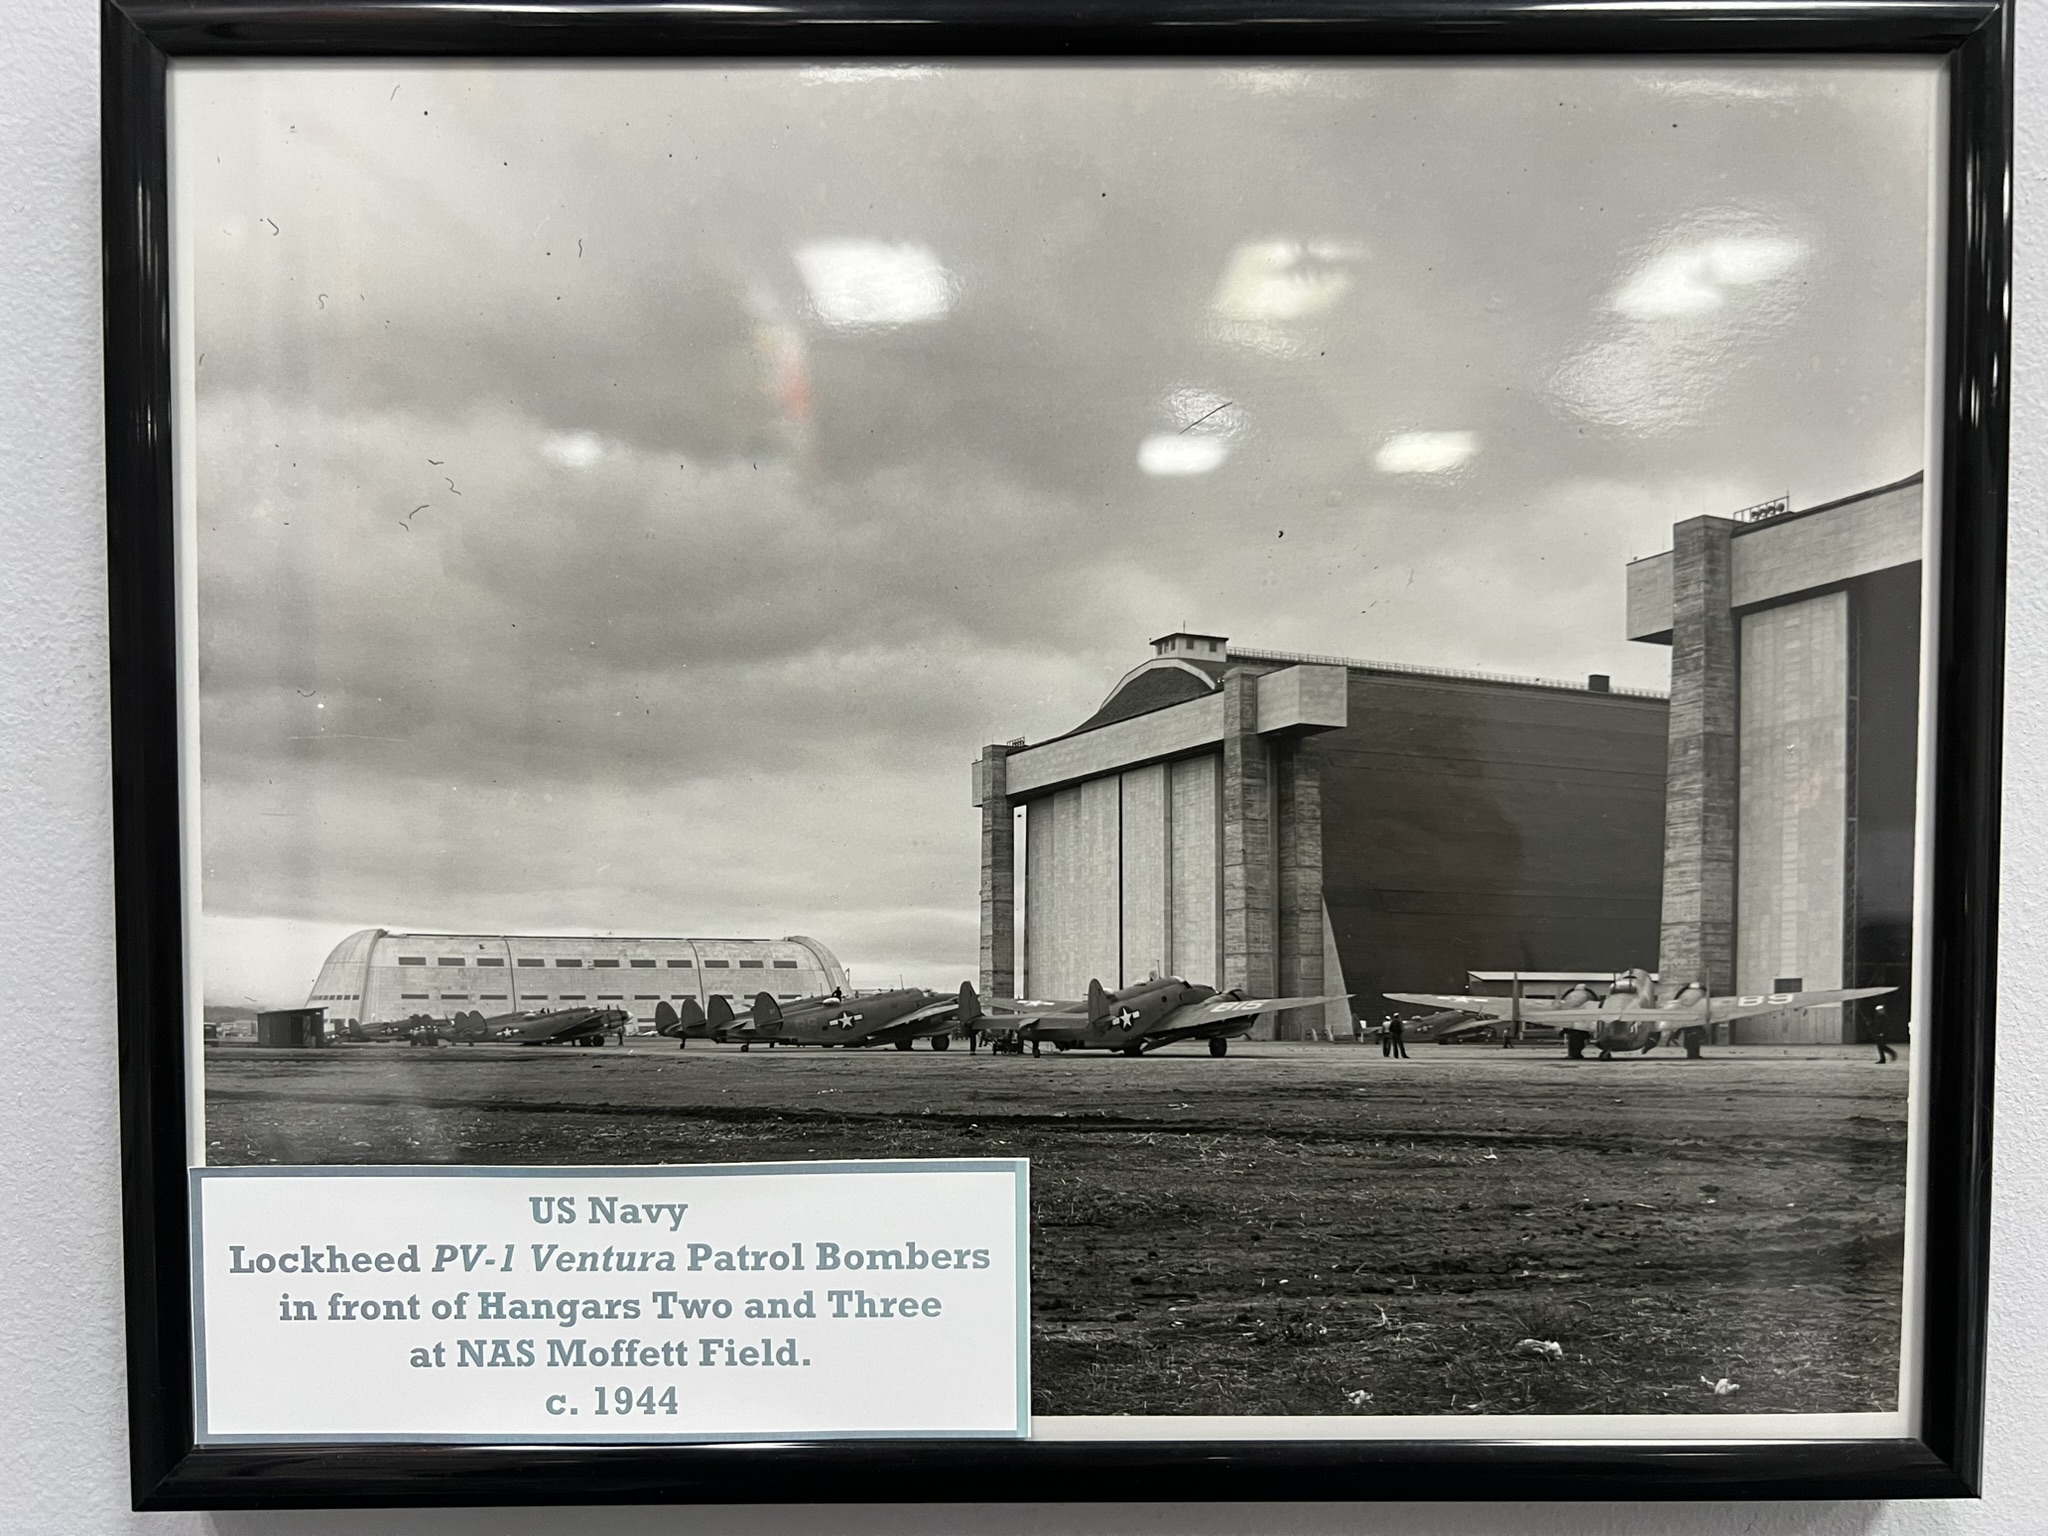 B9
US Navy
Lockheed PV-1 Ventura Patrol Bombers
in front of Hangars Two and Three
at NAS Moffett Field.
c. 1944